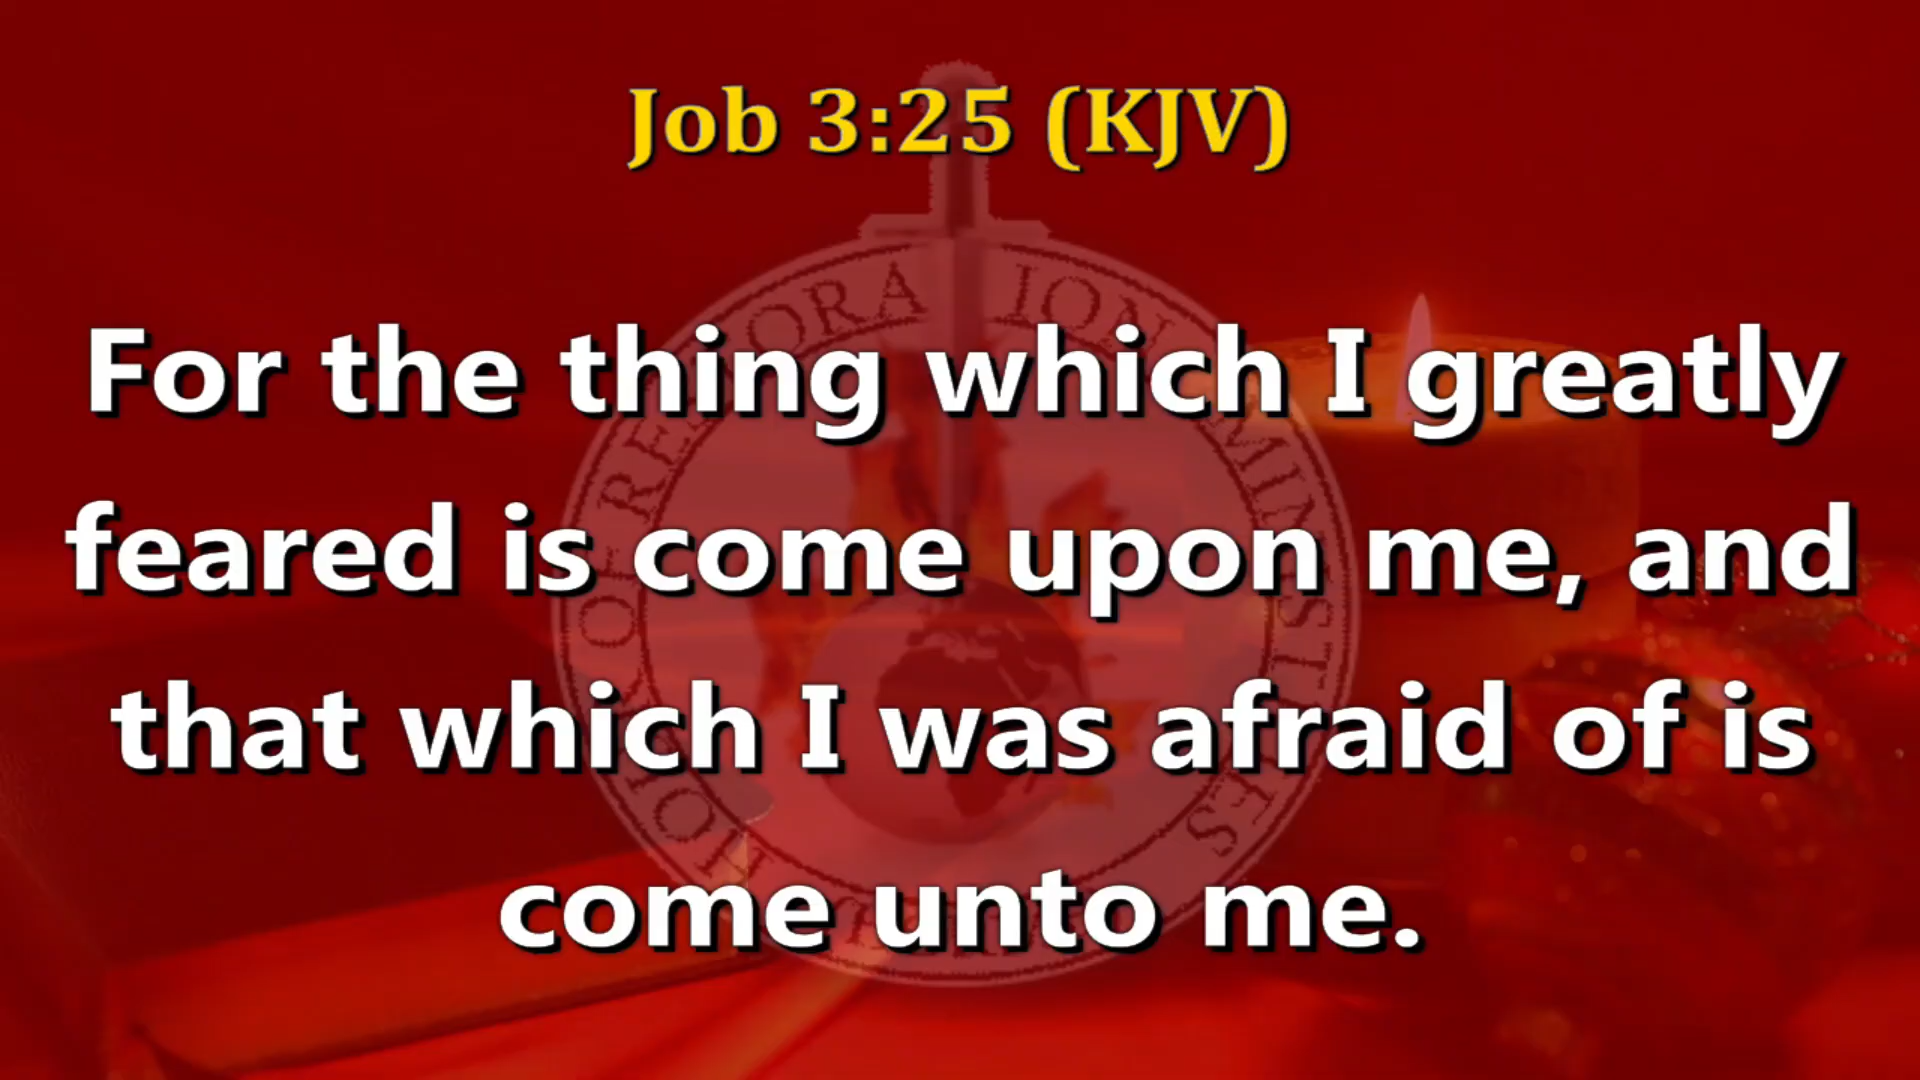 Job 3:25 (KJV)
For the thing which I greatly
feared is come upon me, and
that which I was afraid of is
come unto me.